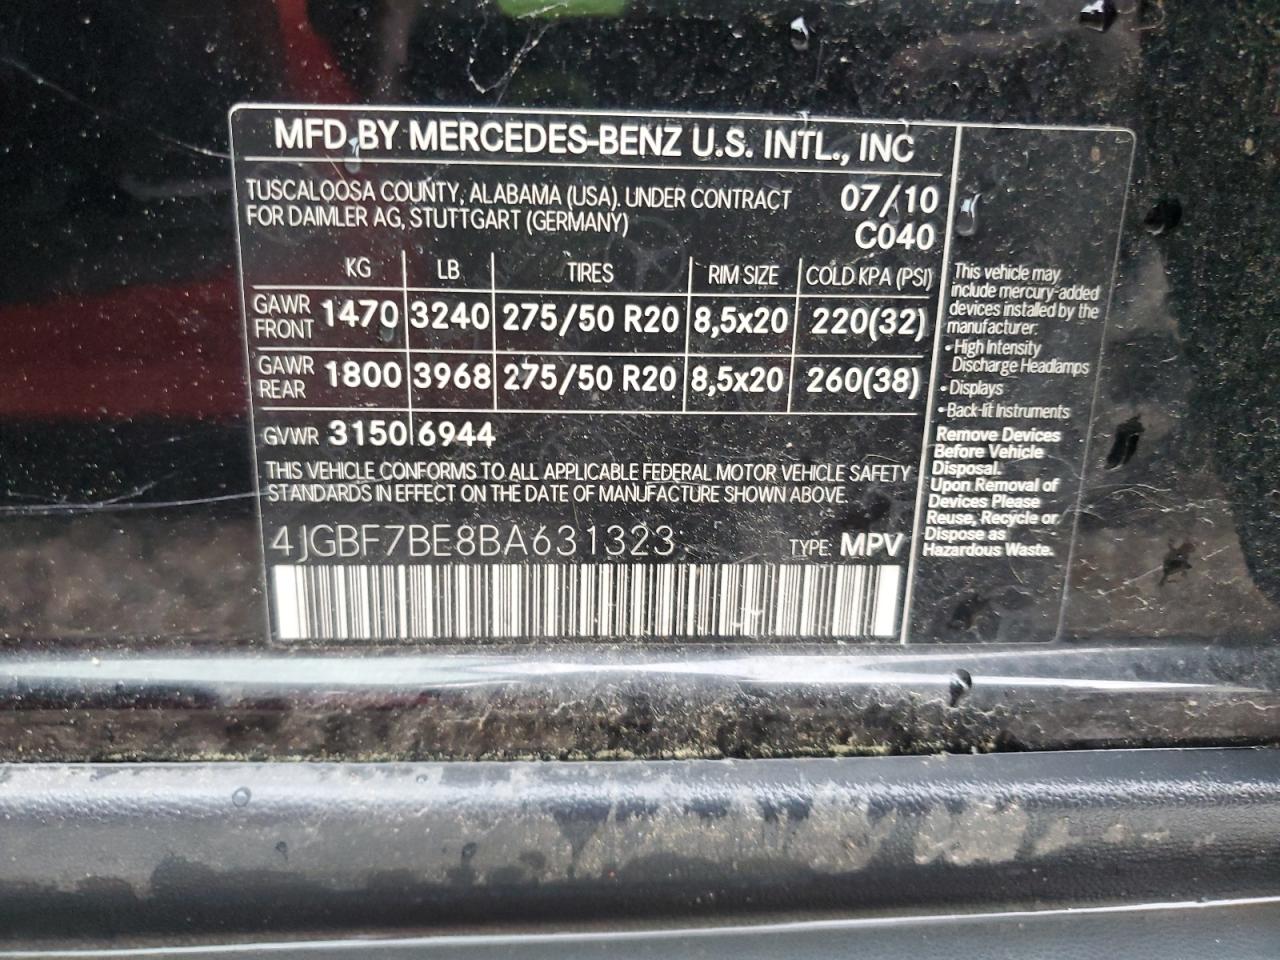 MFD BY MERCEDES-BENZ U.S. INTL., INC
TUSCALOOSA COUNTY, ALABAMA (USA). UNDER CONTRACT
FOR DAIMLER AG, STUTTGART (GERMANY)
07/10
C040
KG LB TIRES RIM SIZE COLD KPA (PSI)
GAWR FRONT 1470 3240 275/50 R20 8,5x20 220(32)
GAWR REAR 1800 3968 275/50 R20 8,5x20 260(38)
GVWR 3150 6944
THIS VEHICLE CONFORMS TO ALL APPLICABLE FEDERAL MOTOR VEHICLE SAFETY
STANDARDS IN EFFECT ON THE DATE OF MANUFACTURE SHOWN ABOVE.
4JGBF7BE8BA631323 TYPE: MPV
This vehicle may
include mercury-added
devices installed by the
manufacturer:
• High Intensity
Discharge Headlamps
• Displays
• Back-lit Instruments
Remove Devices
Before Vehicle
Disposal.
Upon Removal of
Devices Please
Reuse, Recycle or
Dispose as
Hazardous Waste.